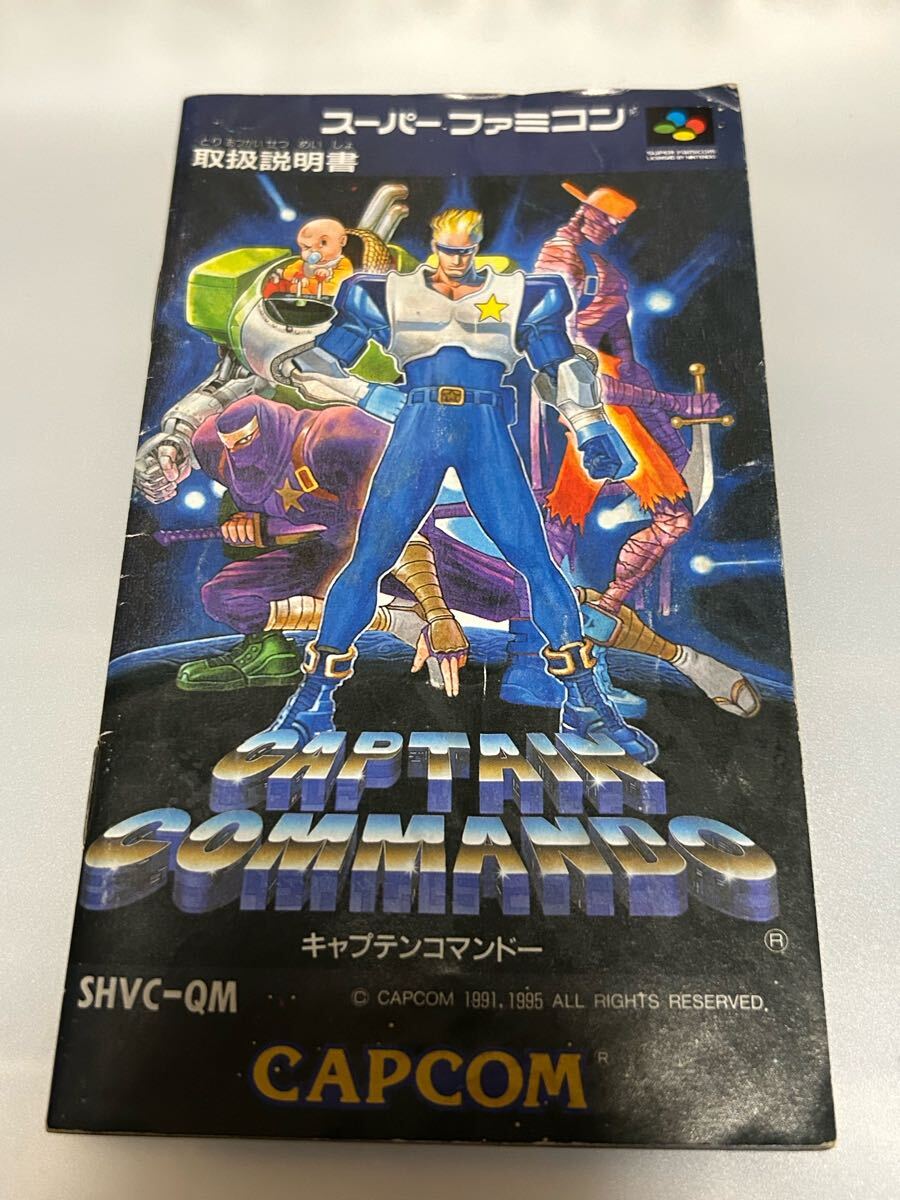 スーパーファミコン®
とりあつかいせつ めい しょ
取扱説明書
SUPER FAMICOM
LICENSED BY NINTENDO
CAPTAIN
COMMANDO
®
キャプテンコマンドー
SHVC-QM
© CAPCOM 1991, 1995 ALL RIGHTS RESERVED.
CAPCOM®